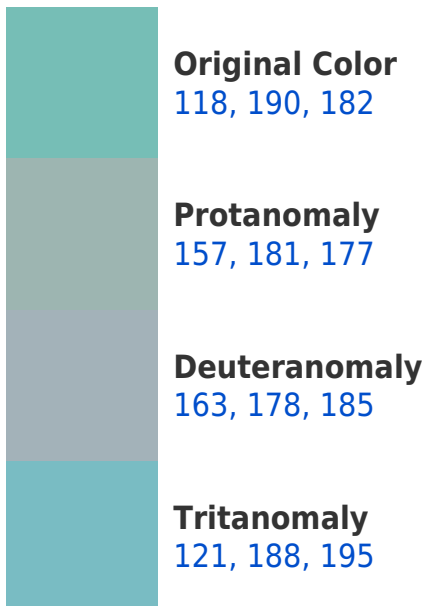 Original Color
118, 190, 182
Protanomaly
157, 181, 177
Deuteranomaly
163, 178, 185
Tritanomaly
121, 188, 195